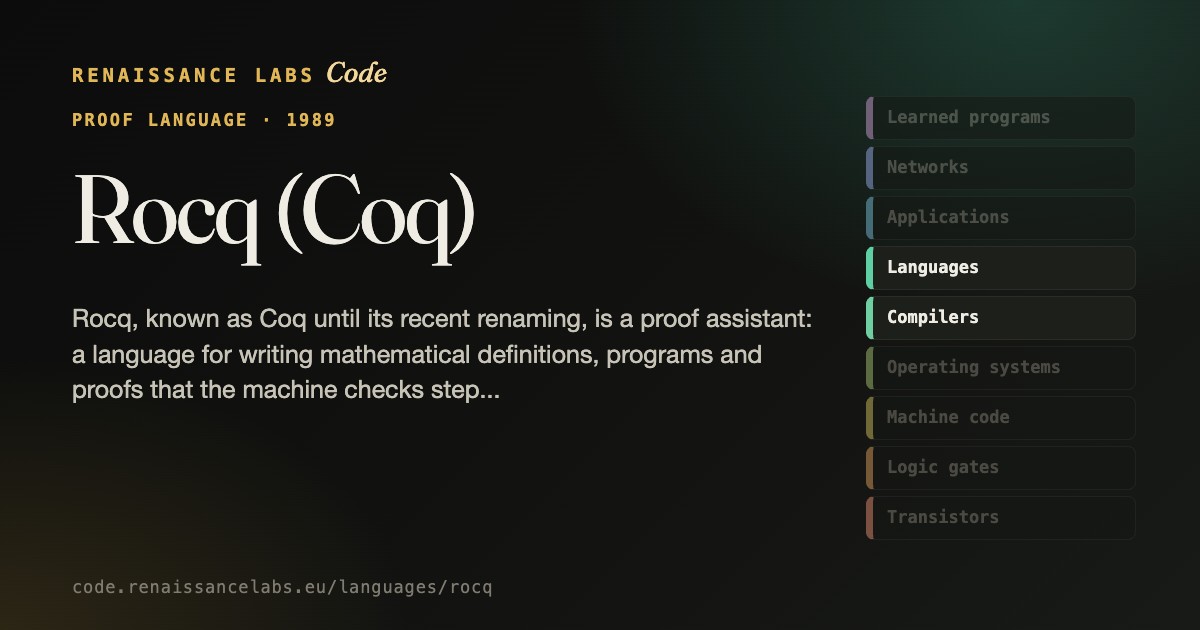 RENAISSANCE LABS Code
PROOF LANGUAGE · 1989
Rocq (Coq)
Rocq, known as Coq until its recent renaming, is a proof assistant:
a language for writing mathematical definitions, programs and
proofs that the machine checks step...
code.renaissancelabs.eu/languages/rocq
Learned programs
Networks
Applications
Languages
Compilers
Operating systems
Machine code
Logic gates
Transistors